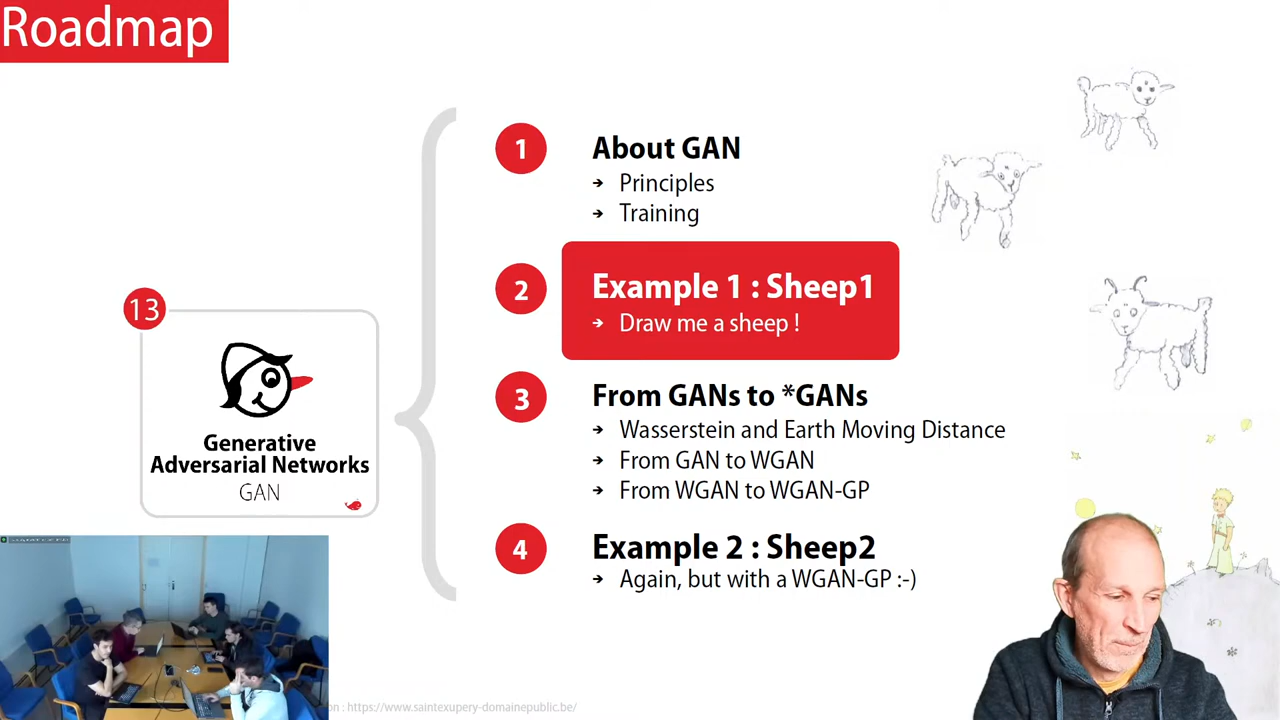 Roadmap
1
About GAN
➔ Principles
➔ Training
2
Example 1 : Sheep1
➔ Draw me a sheep !
3
From GANs to *GANs
➔ Wasserstein and Earth Moving Distance
➔ From GAN to WGAN
➔ From WGAN to WGAN-GP
4
Example 2 : Sheep2
➔ Again, but with a WGAN-GP :-)
13
Generative
Adversarial Networks
GAN
on : https://www.saintexupery-domainepublic.be/